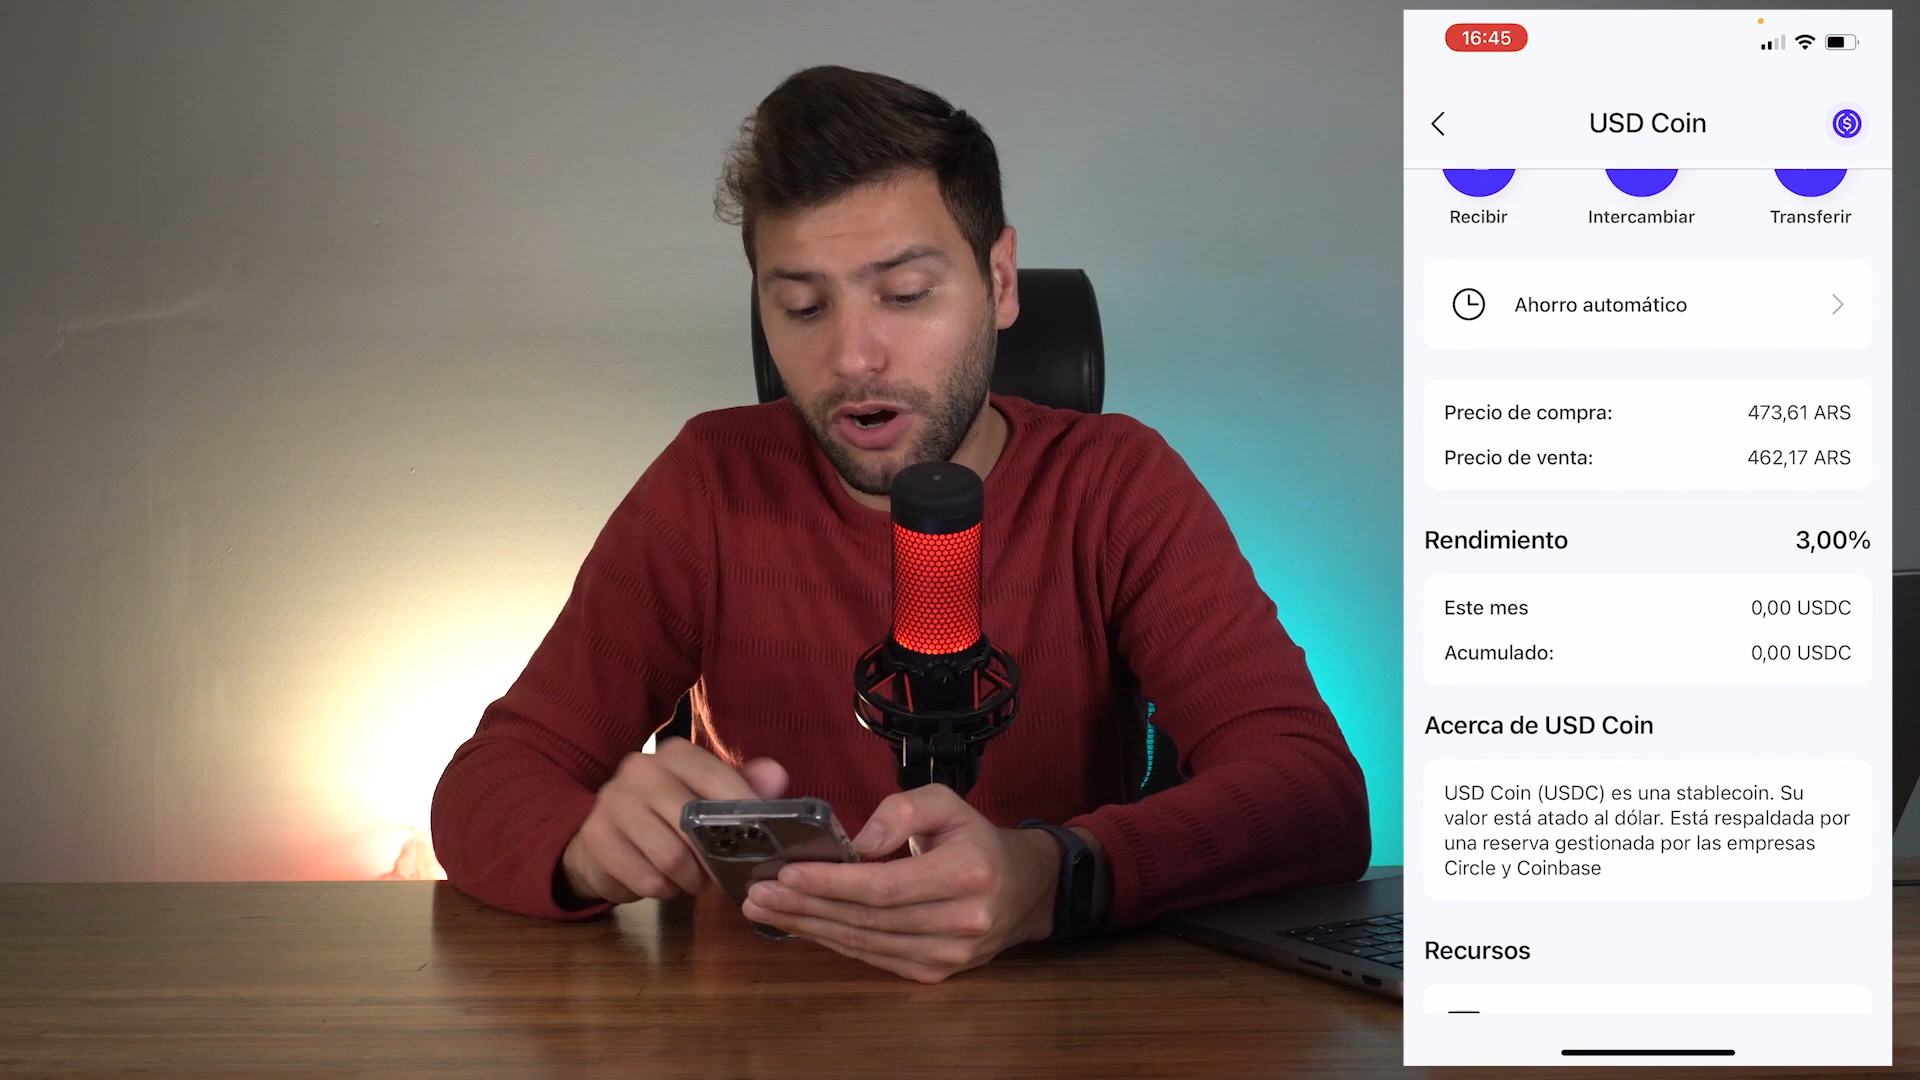 16:45
USD Coin
Recibir
Intercambiar
Transferir
Ahorro automático
Precio de compra: 473,61 ARS
Precio de venta: 462,17 ARS
Rendimiento 3,00%
Este mes 0,00 USDC
Acumulado: 0,00 USDC
Acerca de USD Coin
USD Coin (USDC) es una stablecoin. Su
valor está atado al dólar. Está respaldada por
una reserva gestionada por las empresas
Circle y Coinbase
Recursos